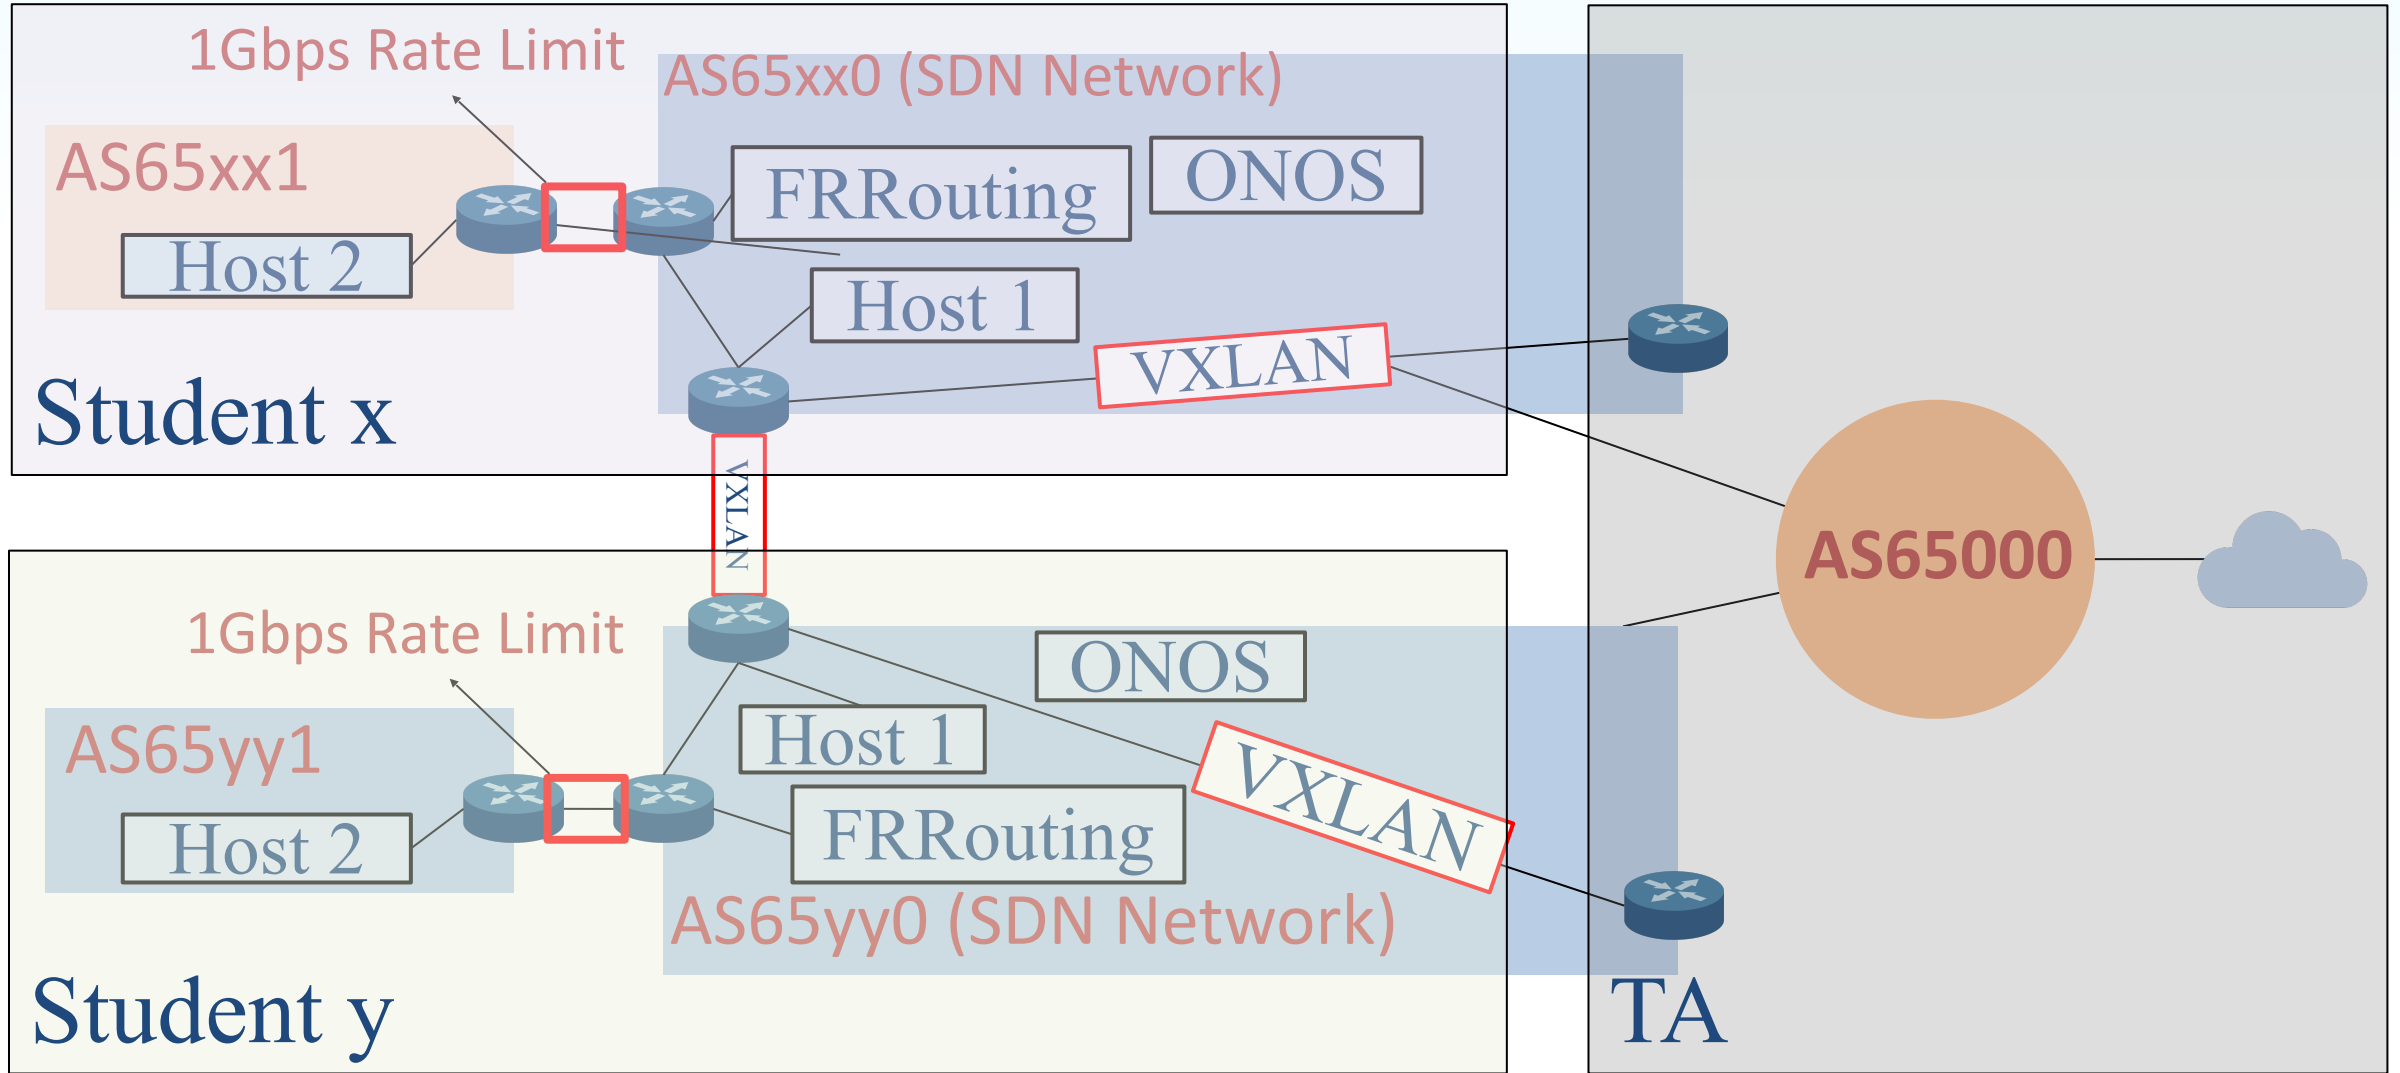 1Gbps Rate Limit
AS65xx0 (SDN Network)
AS65xx1
FRRouting
ONOS
Host 2
Host 1
VXLAN
Student x
VXLAN
AS65000
1Gbps Rate Limit
ONOS
AS65yy1
Host 1
VXLAN
Host 2
FRRouting
AS65yy0 (SDN Network)
Student y
TA